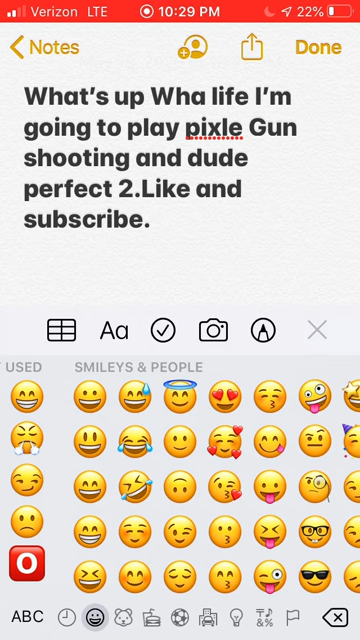 Verizon LTE 10:29 PM 22%
Notes Done
What's up Wha life I'm
going to play pixle Gun
shooting and dude
perfect 2.Like and
subscribe.
Aa
USED SMILEYS & PEOPLE
O
ABC